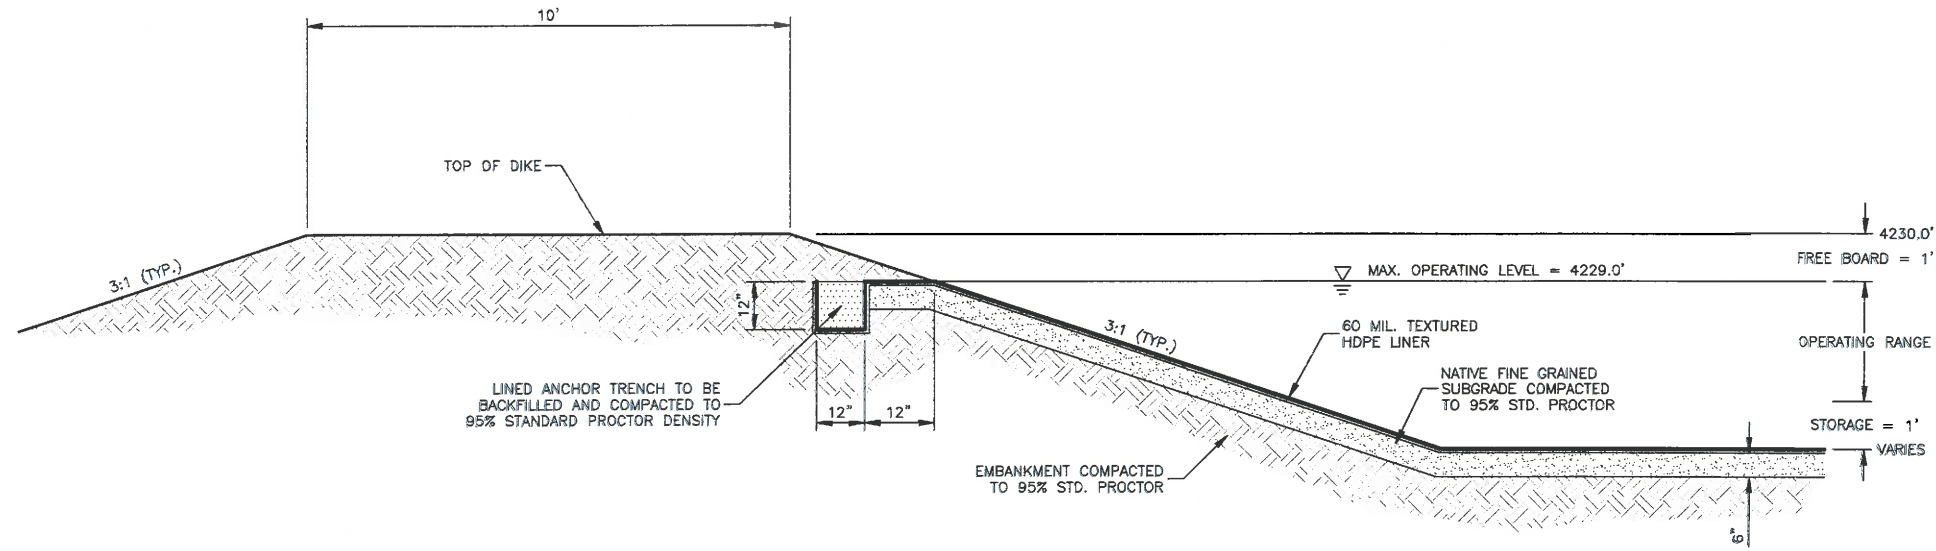 10'
TOP OF DIKE
3:1 (TYP.)
4230.0'
FREE BOARD = 1'
MAX. OPERATING LEVEL = 4229.0'
12"
3:1 (TYP.)
60 MIL. TEXTURED
HDPE LINER
OPERATING RANGE
NATIVE FINE GRAINED
SUBGRADE COMPACTED
TO 95% STD. PROCTOR
LINED ANCHOR TRENCH TO BE
BACKFILLED AND COMPACTED TO
95% STANDARD PROCTOR DENSITY
12"
12"
STORAGE = 1'
VARIES
EMBANKMENT COMPACTED
TO 95% STD. PROCTOR
6"